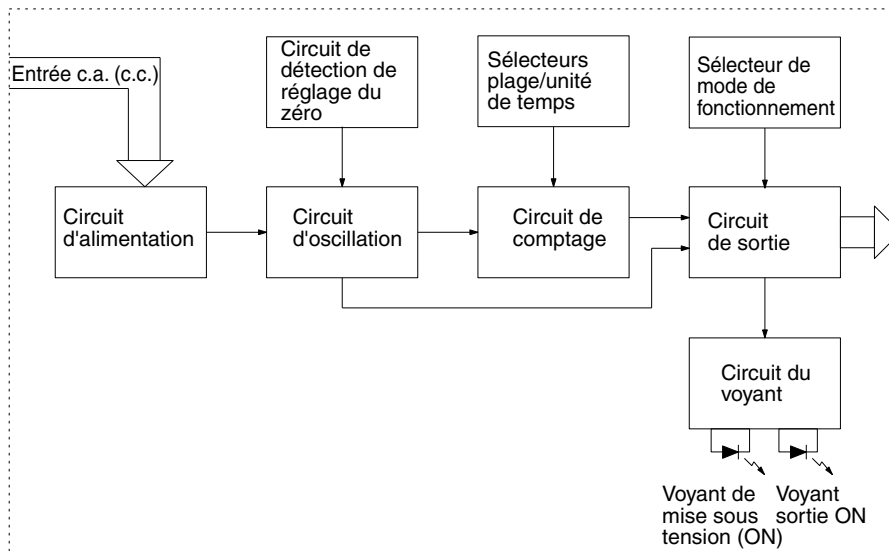 Entrée c.a. (c.c.)
Circuit de
détection de
réglage du
zéro
Sélecteurs
plage/unité
de temps
Sélecteur de
mode de
fonctionnement
Circuit
d'alimentation
Circuit
d'oscillation
Circuit de
comptage
Circuit
de sortie
Circuit du
voyant
Voyant de
mise sous
tension (ON)
Voyant
sortie ON